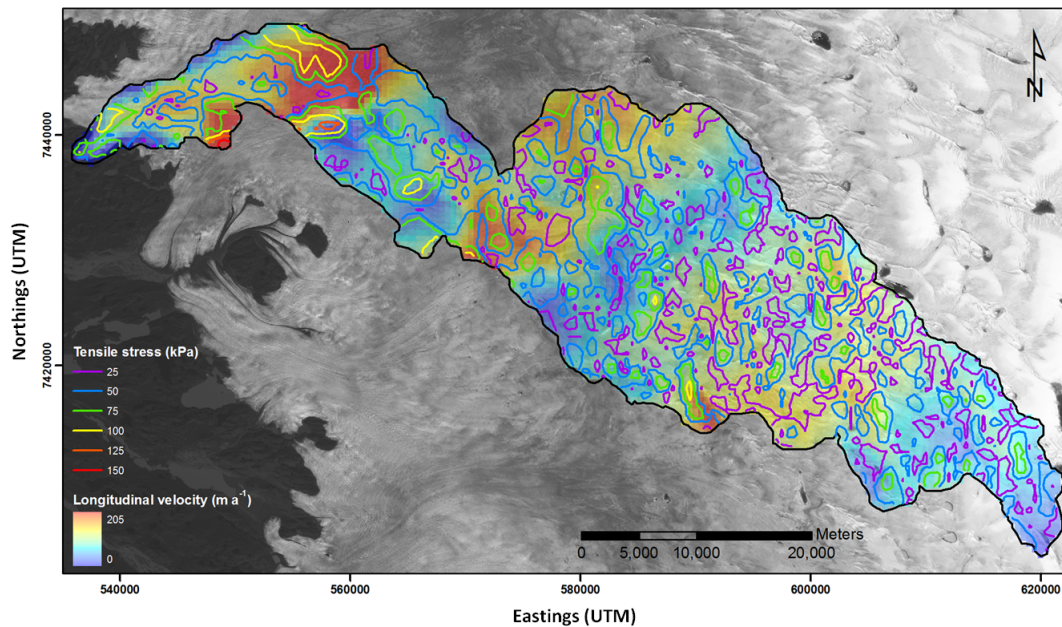 N
Northings (UTM)
7440000
7420000
Tensile stress (kPa)
25
50
75
100
125
150
Longitudinal velocity (m a⁻¹)
205
0
Meters
0 5,000 10,000 20,000
540000 560000 580000 600000 620000
Eastings (UTM)